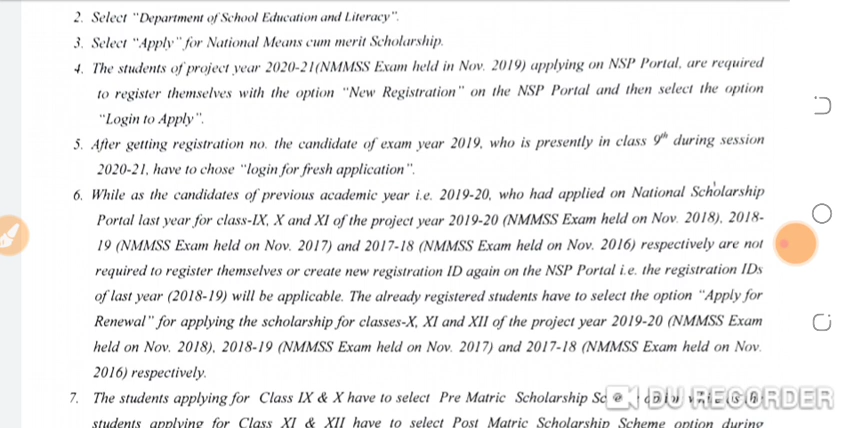 2. Select "Department of School Education and Literacy".
3. Select "Apply" for National Means cum merit Scholarship.
4. The students of project year 2020-21(NMMSS Exam held in Nov. 2019) applying on NSP Portal, are required
to register themselves with the option "New Registration" on the NSP Portal and then select the option
"Login to Apply".
5. After getting registration no. the candidate of exam year 2019, who is presently in class 9th during session
2020-21, have to chose "login for fresh application".
6. While as the candidates of previous academic year i.e. 2019-20, who had applied on National Scholarship
Portal last year for class-IX, X and XI of the project year 2019-20 (NMMSS Exam held on Nov. 2018), 2018-
19 (NMMSS Exam held on Nov. 2017) and 2017-18 (NMMSS Exam held on Nov. 2016) respectively are not
required to register themselves or create new registration ID again on the NSP Portal i.e. the registration IDs
of last year (2018-19) will be applicable. The already registered students have to select the option "Apply for
Renewal" for applying the scholarship for classes-X, XI and XII of the project year 2019-20 (NMMSS Exam
held on Nov. 2018), 2018-19 (NMMSS Exam held on Nov. 2017) and 2017-18 (NMMSS Exam held on Nov.
2016) respectively.
7. The students applying for Class IX & X have to select Pre Matric Scholarship
DU RECORDER
students applying for Class XI & XII have to select Post Matric Scholarship Scheme option during